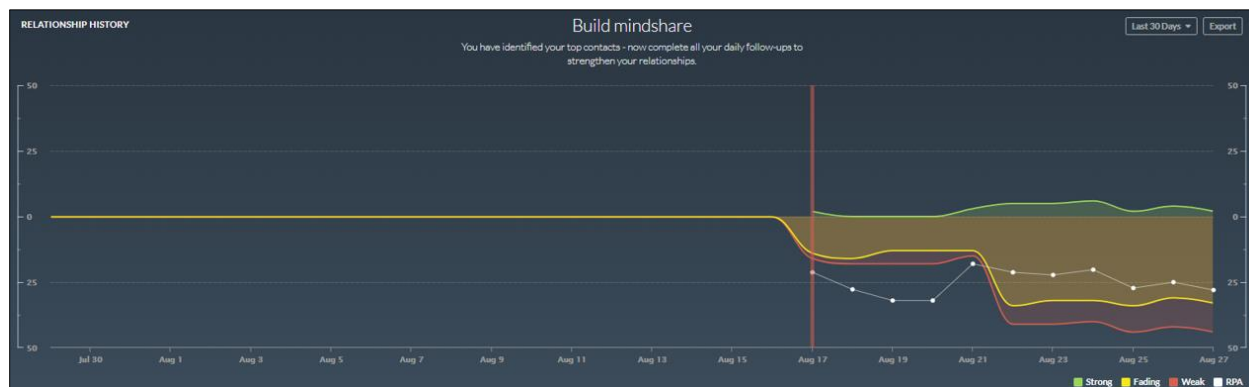 RELATIONSHIP HISTORY
Build mindshare
Last 30 Days
Export
You have identified your top contacts - now complete all your daily follow-ups to
strengthen your relationships.
50
50
25
25
0
0
25
25
50
50
Jul 30 Aug 1 Aug 3 Aug 5 Aug 7 Aug 9 Aug 11 Aug 13 Aug 15 Aug 17 Aug 19 Aug 21 Aug 23 Aug 25 Aug 27
Strong Fading Weak RPA